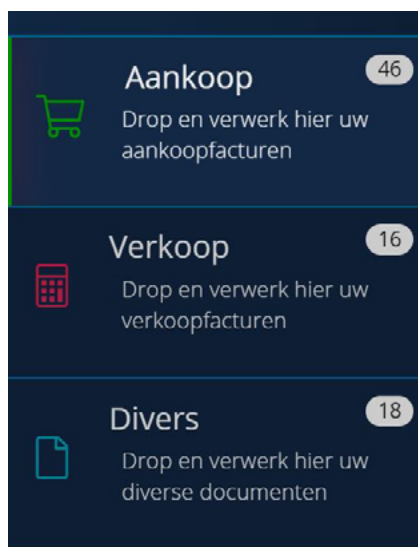 Aankoop 46
Drop en verwerk hier uw
aankoopfacturen
Verkoop 16
Drop en verwerk hier uw
verkoopfacturen
Divers 18
Drop en verwerk hier uw
diverse documenten